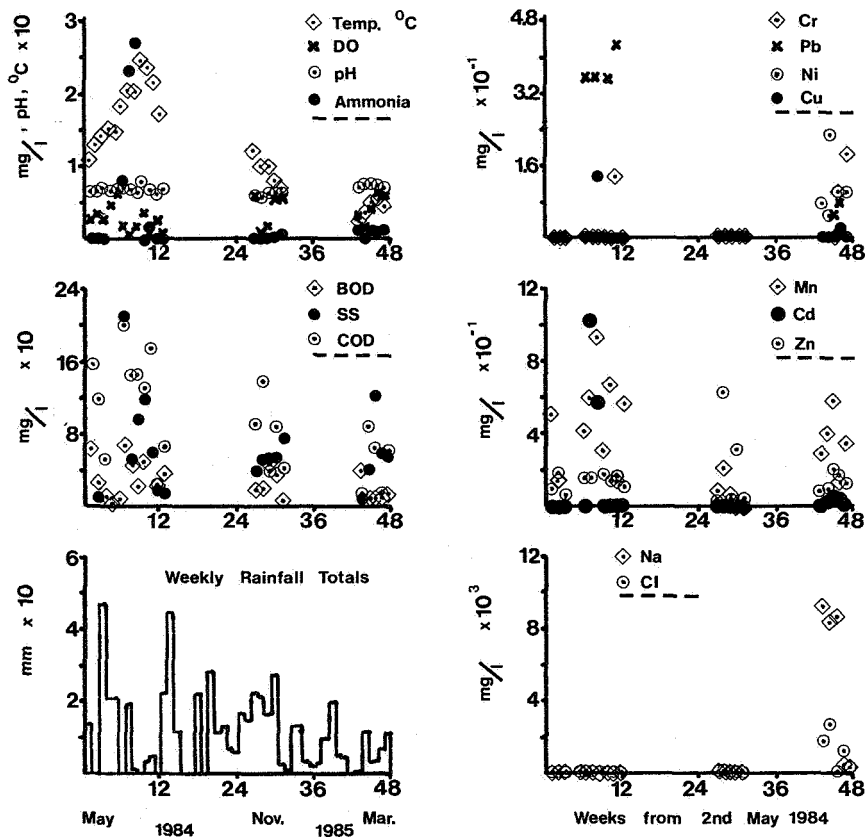 3
2
1
mg/l , pH, °C × 10
Temp. °C
DO
pH
Ammonia
12 24 36 48
4.8
3.2
1.6
mg/l × 10⁻¹
Cr
Pb
Ni
Cu
12 24 36 48
24
16
8
mg/l × 10
BOD
SS
COD
12 24 36 48
12
8
4
mg/l × 10⁻¹
Mn
Cd
Zn
12 24 36 48
6
4
2
mm × 10
Weekly Rainfall Totals
12 24 36 48
May Nov. Mar.
1984 1985
12
8
4
mg/l × 10³
Na
Cl
12 24 36 48
Weeks from 2nd May 1984